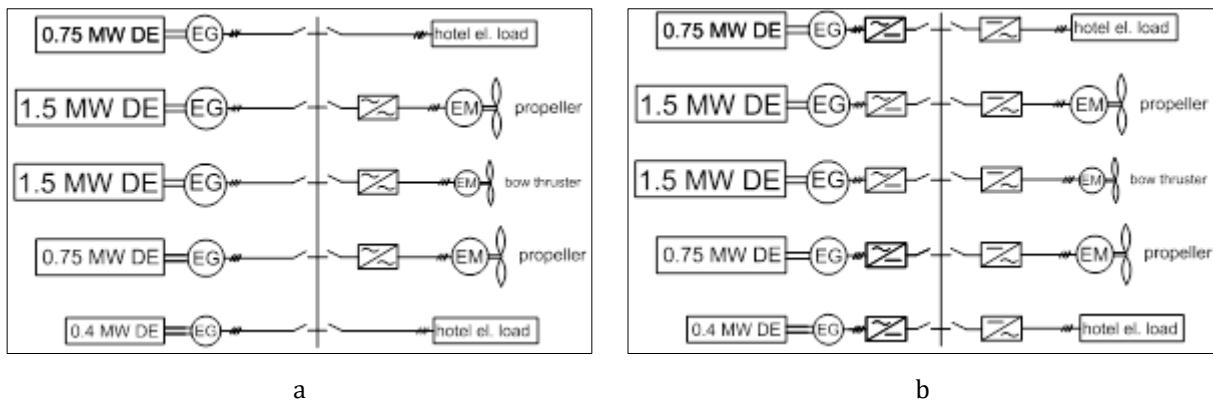 0.75 MW DE EG hotel el. load
1.5 MW DE EG EM propeller
1.5 MW DE EG EM bow thruster
0.75 MW DE EG EM propeller
0.4 MW DE EG hotel el. load
a
0.75 MW DE EG hotel el. load
1.5 MW DE EG EM propeller
1.5 MW DE EG EM bow thruster
0.75 MW DE EG EM propeller
0.4 MW DE EG hotel el. load
b